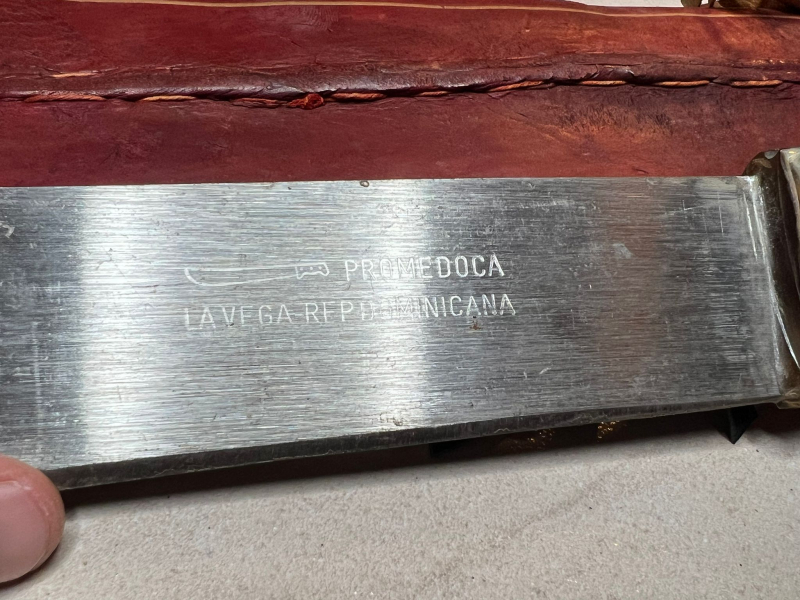 PROMEDOCA
LA VEGA-REP DOMINICANA